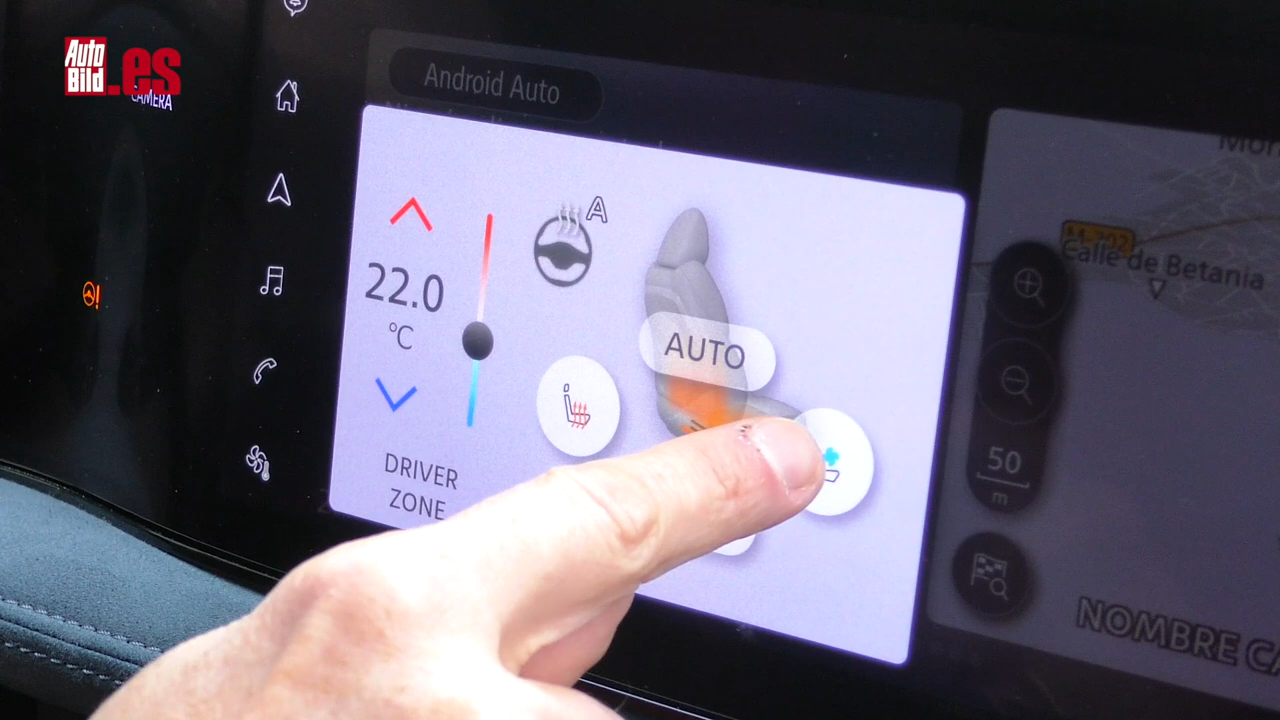 Auto
Bild
.es
CAMERA
Android Auto
A
22.0
°C
AUTO
DRIVER
ZONE
Calle de Betania
50
m
NOMBRE CA